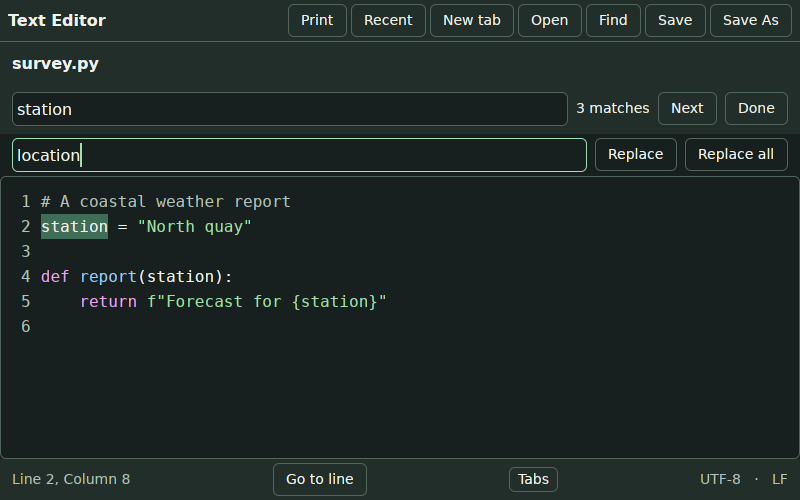 Text Editor Print Recent New tab Open Find Save Save As
survey.py
station 3 matches Next Done
location Replace Replace all
1 # A coastal weather report
2 station = "North quay"
3
4 def report(station):
5     return f"Forecast for {station}"
6
Line 2, Column 8 Go to line Tabs UTF-8 · LF